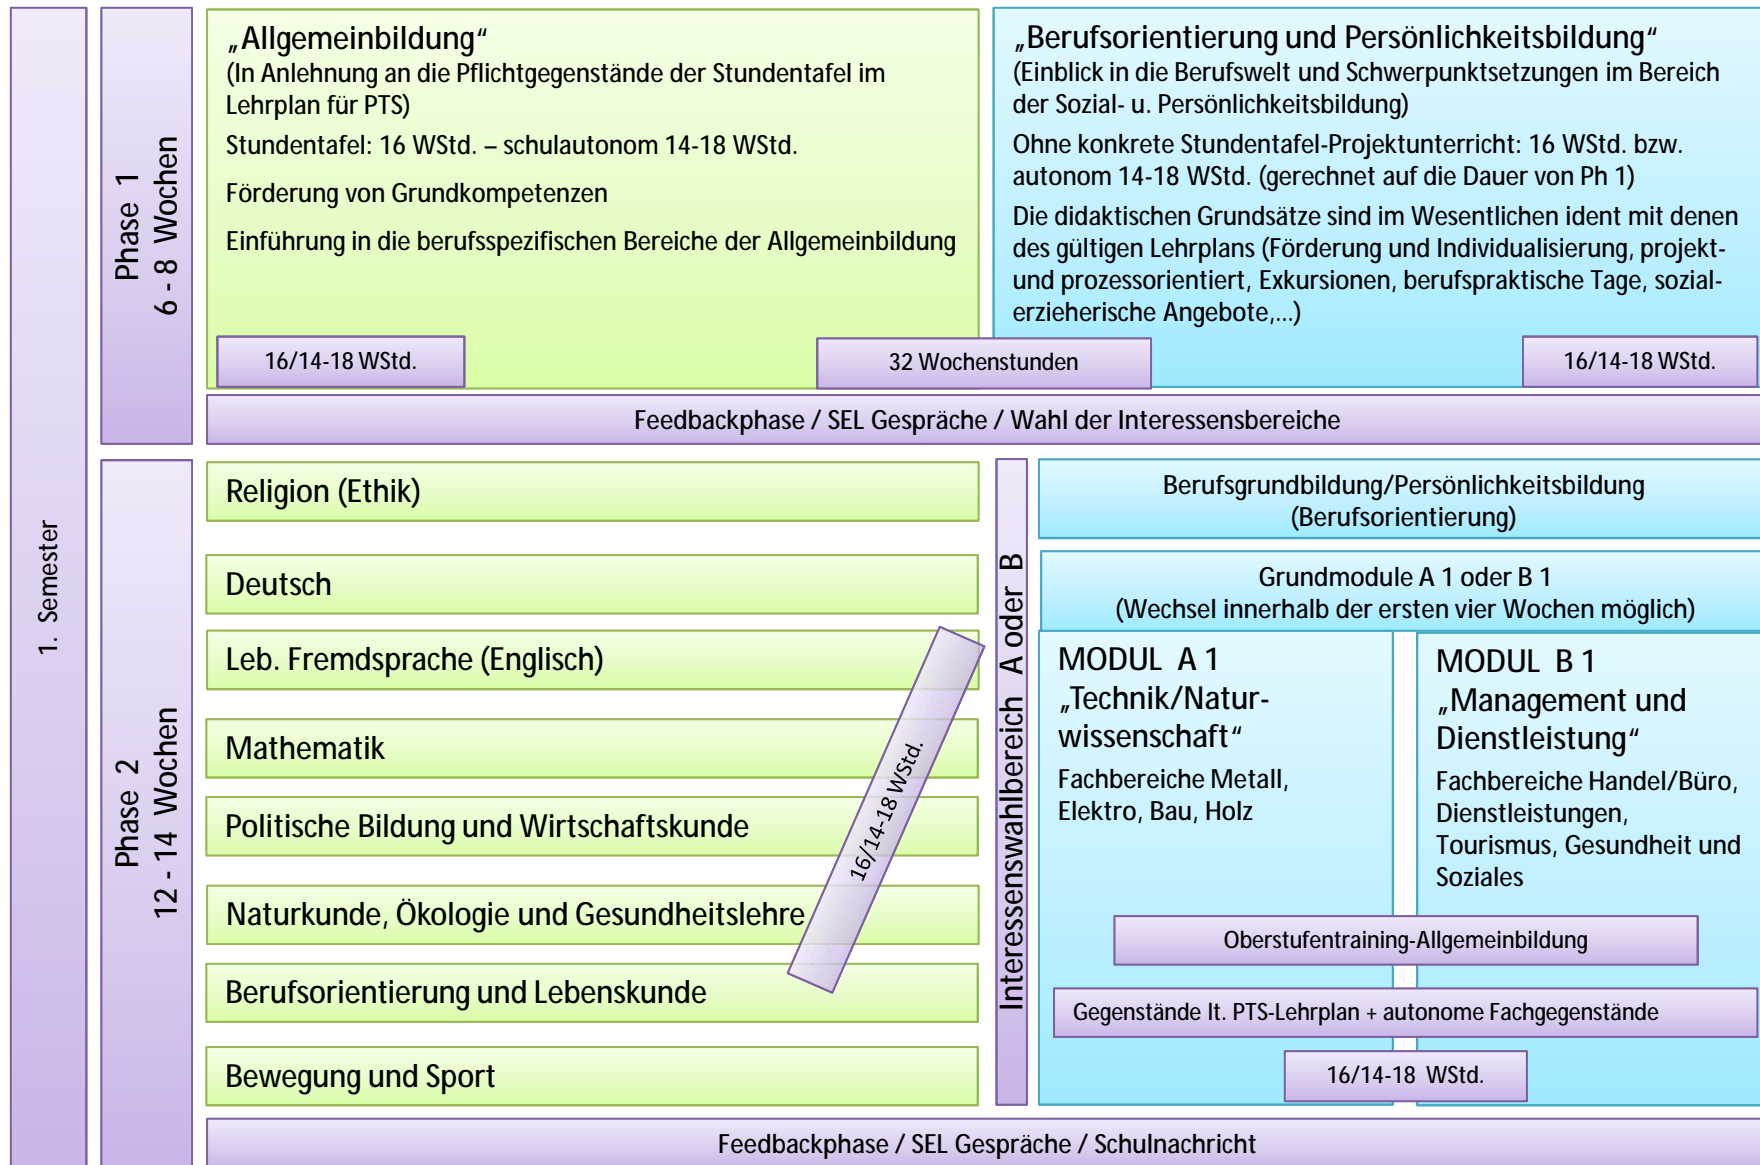 1. Semester
Phase 1
6 - 8 Wochen
„Allgemeinbildung“
(In Anlehnung an die Pflichtgegenstände der Stundentafel im
Lehrplan für PTS)
Stundentafel: 16 WStd. – schulautonom 14-18 WStd.
Förderung von Grundkompetenzen
Einführung in die berufsspezifischen Bereiche der Allgemeinbildung
16/14-18 WStd.
32 Wochenstunden
„Berufsorientierung und Persönlichkeitsbildung“
(Einblick in die Berufswelt und Schwerpunktsetzungen im Bereich
der Sozial- u. Persönlichkeitsbildung)
Ohne konkrete Stundentafel-Projektunterricht: 16 WStd. bzw.
autonom 14-18 WStd. (gerechnet auf die Dauer von Ph 1)
Die didaktischen Grundsätze sind im Wesentlichen ident mit denen
des gültigen Lehrplans (Förderung und Individualisierung, projekt-
und prozessorientiert, Exkursionen, berufspraktische Tage, sozial-
erzieherische Angebote,...)
16/14-18 WStd.
Feedbackphase / SEL Gespräche / Wahl der Interessensbereiche
Phase 2
12 - 14 Wochen
Religion (Ethik)
Deutsch
Leb. Fremdsprache (Englisch)
Mathematik
Politische Bildung und Wirtschaftskunde
Naturkunde, Ökologie und Gesundheitslehre
Berufsorientierung und Lebenskunde
Bewegung und Sport
16/14-18 WStd.
Interessenswahlbereich A oder B
Berufsgrundbildung/Persönlichkeitsbildung
(Berufsorientierung)
Grundmodule A 1 oder B 1
(Wechsel innerhalb der ersten vier Wochen möglich)
MODUL A 1
„Technik/Natur-
wissenschaft“
Fachbereiche Metall,
Elektro, Bau, Holz
MODUL B 1
„Management und
Dienstleistung“
Fachbereiche Handel/Büro,
Dienstleistungen,
Tourismus, Gesundheit und
Soziales
Oberstufentraining-Allgemeinbildung
Gegenstände lt. PTS-Lehrplan + autonome Fachgegenstände
16/14-18 WStd.
Feedbackphase / SEL Gespräche / Schulnachricht